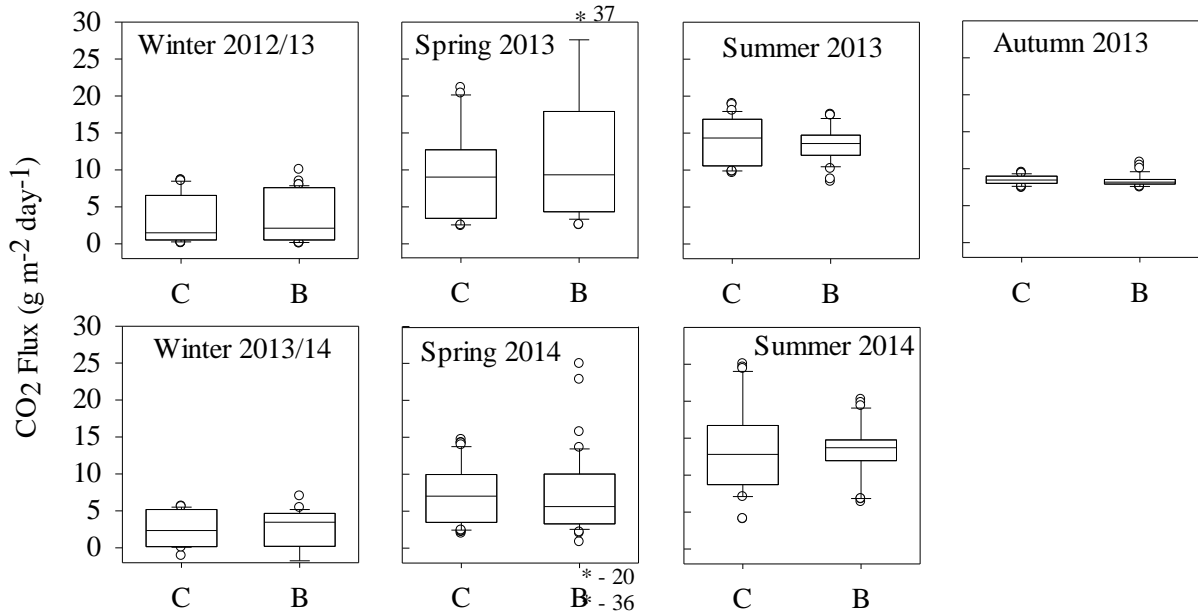 CO2 Flux (g m-2 day-1)
30
25
20
15
10
5
0
Winter 2012/13
C B
* 37
Spring 2013
C B
Summer 2013
C B
Autumn 2013
C B
30
25
20
15
10
5
0
Winter 2013/14
C B
Spring 2014
C B
* - 20
* - 36
Summer 2014
C B